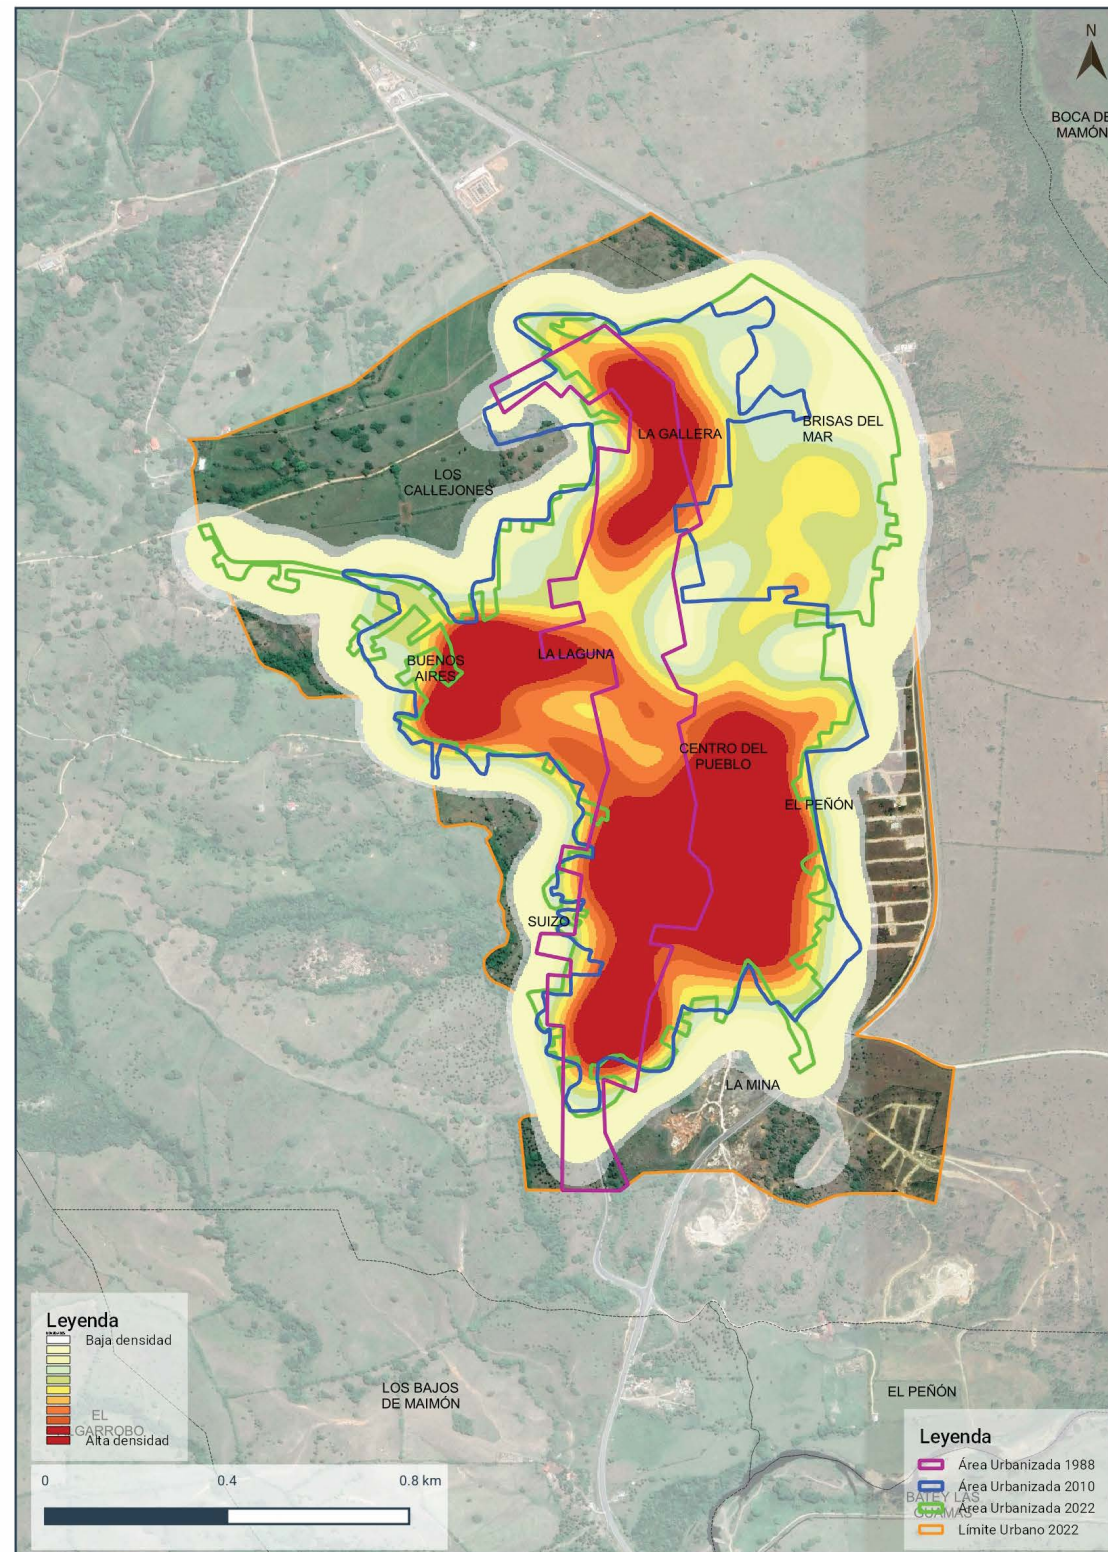 N
BOCA DE
MAMÓN
LA GALLERA
BRISAS DEL
MAR
LOS
CALLEJONES
LA LAGUNA
BUENOS
AIRES
CENTRO DEL
PUEBLO
EL PEÑÓN
SUIZO
LA MINA
Leyenda
Baja densidad
Alta densidad
EL
LGARROBO
LOS BAJOS
DE MAIMÓN
EL PEÑÓN
0 0.4 0.8 km
Leyenda
Área Urbanizada 1988
Área Urbanizada 2010
BATEY LAS
GUAMAS
Área Urbanizada 2022
Límite Urbano 2022